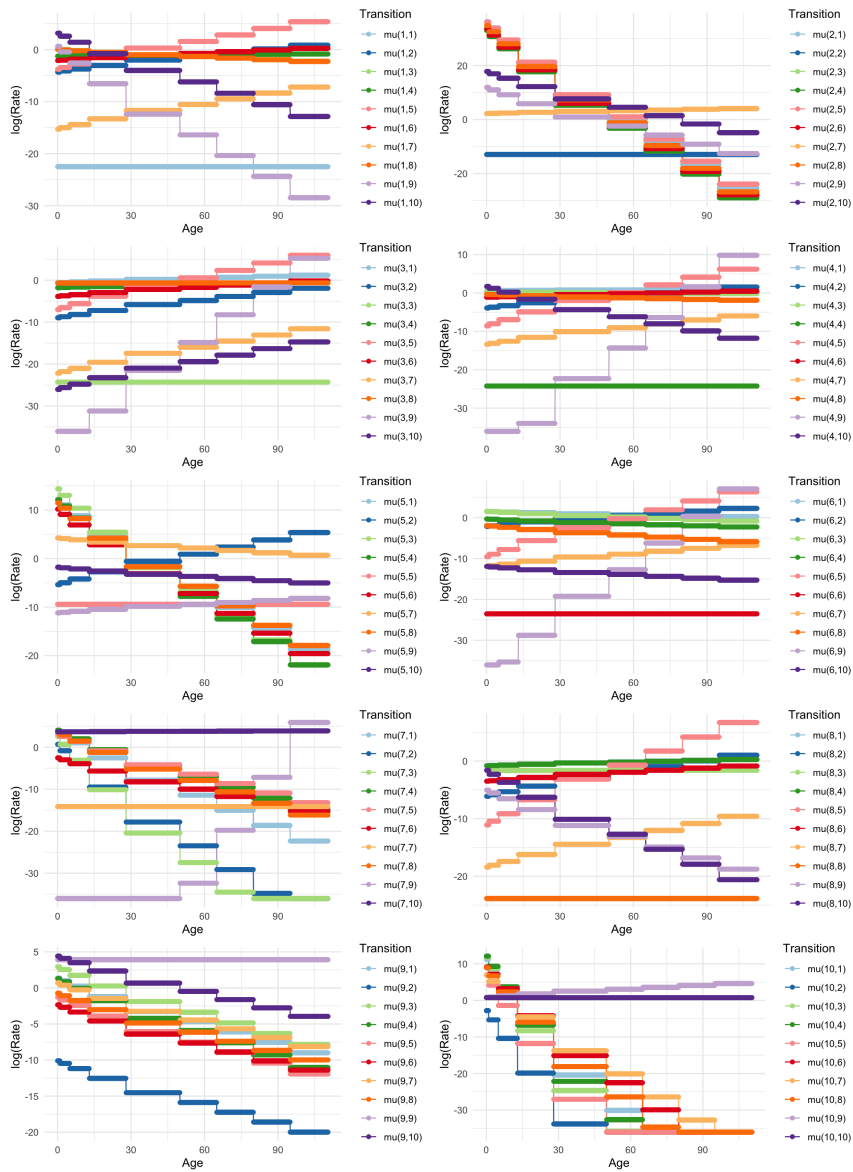 Transition
0
-10
-20
-30
log(Rate)
0 30 60 90
Age
mu(1,1)
mu(1,2)
mu(1,3)
mu(1,4)
mu(1,5)
mu(1,6)
mu(1,7)
mu(1,8)
mu(1,9)
mu(1,10)
Transition
20
0
-20
log(Rate)
0 30 60 90
Age
mu(2,1)
mu(2,2)
mu(2,3)
mu(2,4)
mu(2,5)
mu(2,6)
mu(2,7)
mu(2,8)
mu(2,9)
mu(2,10)
Transition
0
-10
-20
-30
log(Rate)
0 30 60 90
Age
mu(3,1)
mu(3,2)
mu(3,3)
mu(3,4)
mu(3,5)
mu(3,6)
mu(3,7)
mu(3,8)
mu(3,9)
mu(3,10)
Transition
10
0
-10
-20
-30
log(Rate)
0 30 60 90
Age
mu(4,1)
mu(4,2)
mu(4,3)
mu(4,4)
mu(4,5)
mu(4,6)
mu(4,7)
mu(4,8)
mu(4,9)
mu(4,10)
Transition
10
0
-10
-20
log(Rate)
0 30 60 90
Age
mu(5,1)
mu(5,2)
mu(5,3)
mu(5,4)
mu(5,5)
mu(5,6)
mu(5,7)
mu(5,8)
mu(5,9)
mu(5,10)
Transition
0
-10
-20
-30
log(Rate)
0 30 60 90
Age
mu(6,1)
mu(6,2)
mu(6,3)
mu(6,4)
mu(6,5)
mu(6,6)
mu(6,7)
mu(6,8)
mu(6,9)
mu(6,10)
Transition
0
-10
-20
-30
log(Rate)
0 30 60 90
Age
mu(7,1)
mu(7,2)
mu(7,3)
mu(7,4)
mu(7,5)
mu(7,6)
mu(7,7)
mu(7,8)
mu(7,9)
mu(7,10)
Transition
0
-10
-20
log(Rate)
0 30 60 90
Age
mu(8,1)
mu(8,2)
mu(8,3)
mu(8,4)
mu(8,5)
mu(8,6)
mu(8,7)
mu(8,8)
mu(8,9)
mu(8,10)
Transition
5
0
-5
-10
-15
-20
log(Rate)
0 30 60 90
Age
mu(9,1)
mu(9,2)
mu(9,3)
mu(9,4)
mu(9,5)
mu(9,6)
mu(9,7)
mu(9,8)
mu(9,9)
mu(9,10)
Transition
10
0
-10
-20
-30
log(Rate)
0 30 60 90
Age
mu(10,1)
mu(10,2)
mu(10,3)
mu(10,4)
mu(10,5)
mu(10,6)
mu(10,7)
mu(10,8)
mu(10,9)
mu(10,10)